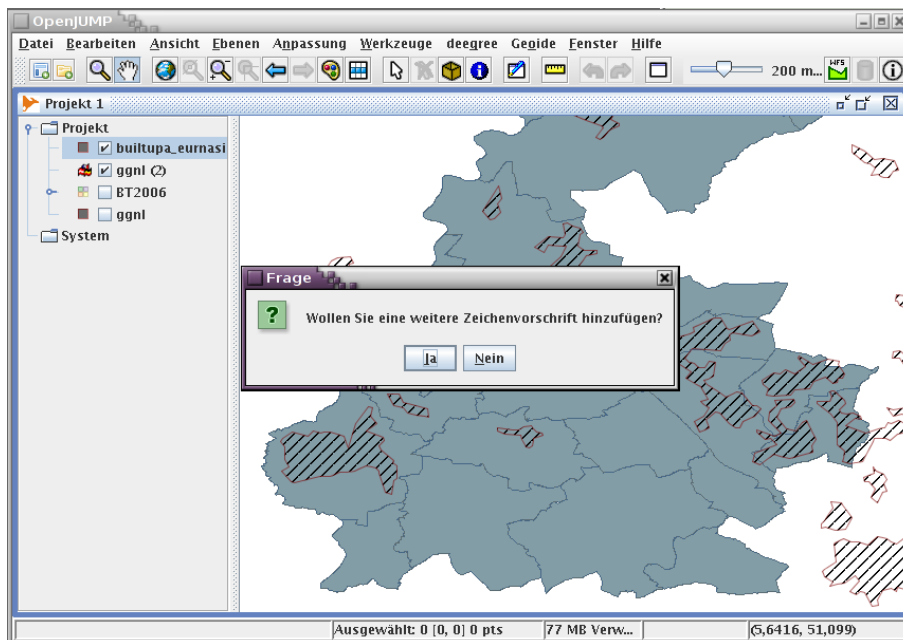 OpenJUMP
Datei Bearbeiten Ansicht Ebenen Anpassung Werkzeuge deegree Geoide Fenster Hilfe
200 m... WFS
Projekt 1
Projekt
builtupa_eurnasi
ggnl (2)
BT2006
ggnl
System
Frage
Wollen Sie eine weitere Zeichenvorschrift hinzufügen?
Ja Nein
Ausgewählt: 0 [0, 0] 0 pts 77 MB Verw... (5,6416, 51,099)